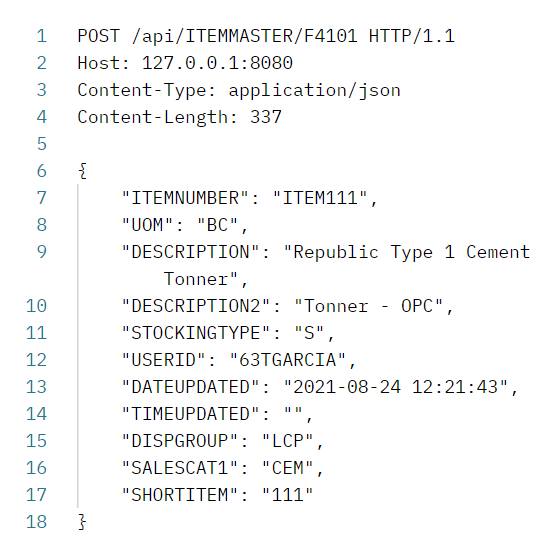 1 POST /api/ITEMMASTER/F4101 HTTP/1.1
2 Host: 127.0.0.1:8080
3 Content-Type: application/json
4 Content-Length: 337
5
6 {
7 "ITEMNUMBER": "ITEM111",
8 "UOM": "BC",
9 "DESCRIPTION": "Republic Type 1 Cement
Tonner",
10 "DESCRIPTION2": "Tonner - OPC",
11 "STOCKINGTYPE": "S",
12 "USERID": "63TGARCIA",
13 "DATEUPDATED": "2021-08-24 12:21:43",
14 "TIMEUPDATED": "",
15 "DISPGROUP": "LCP",
16 "SALESCAT1": "CEM",
17 "SHORTITEM": "111"
18 }